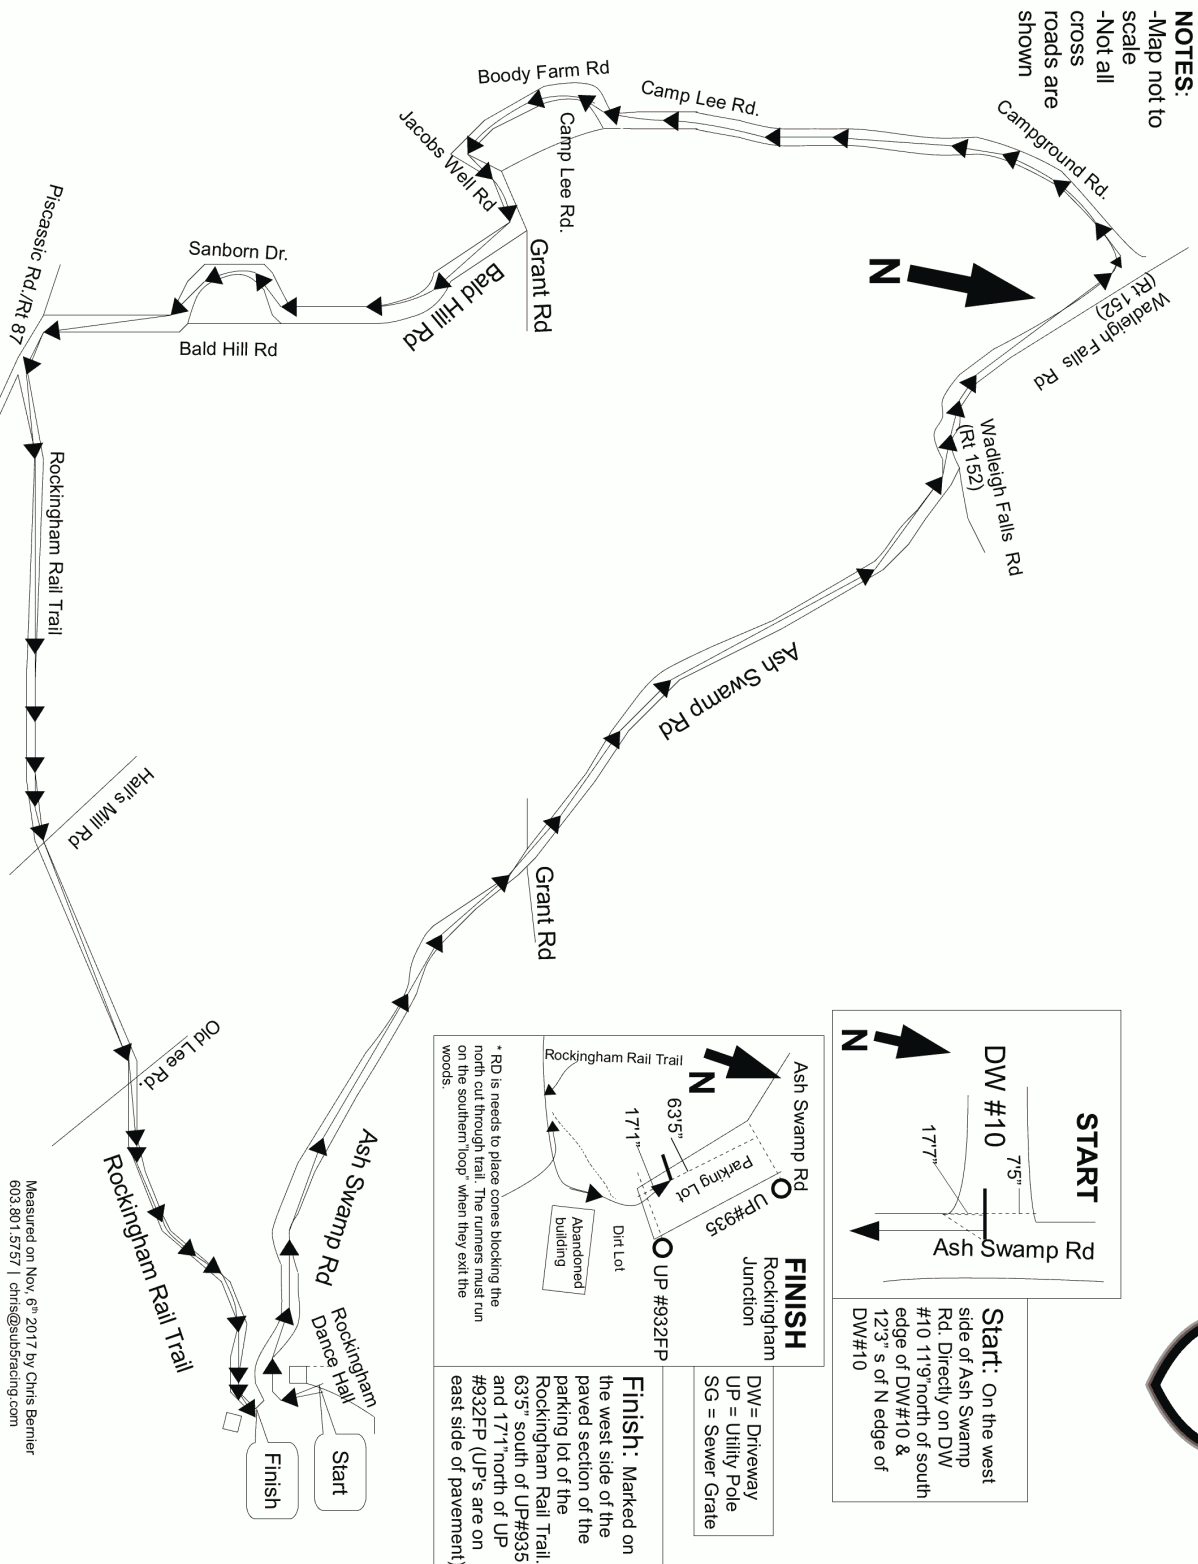 NOTES:
-Map not to
scale
-Not all
cross
roads are
shown
Boody Farm Rd
Camp Lee Rd.
Campground Rd.
Jacobs Well Rd
Camp Lee Rd.
Grant Rd
Bald Hill Rd
Sanborn Dr.
Bald Hill Rd
Piscassic Rd./Rt 87
N
Wadleigh Falls Rd
(Rt 152)
Wadleigh Falls Rd
(Rt 152)
Rockingham Rail Trail
Ash Swamp Rd
Hall's Mill Rd
Grant Rd
Old Lee Rd.
Rockingham Rail Trail
Ash Swamp Rd
Rockingham
Dance Hall
Start
Finish
START
DW #10
7'5"
17'7"
Ash Swamp Rd
N
Start: On the west
side of Ash Swamp
Rd. Directly on DW
#10 11'9"north of south
edge of DW#10 &
12'3" s of N edge of
DW#10
FINISH
Rockingham
Junction
Ash Swamp Rd
N
Rockingham Rail Trail
63'5"
17'1"
Parking Lot
UP#935
UP #932FP
Dirt Lot
Abandoned
building
* RD is needs to place cones blocking the
north cut through trail. The runners must run
on the southern"loop" when they exit the
woods.
DW= Driveway
UP = Utility Pole
SG = Sewer Grate
Finish: Marked on
the west side of the
paved section of the
parking lot of the
Rockingham Rail Trail.
63'5" south of UP#935
and 17'1"north of UP
#932FP (UP's are on
east side of pavement)
Measured on Nov, 6th 2017 by Chris Bernier
603.801.5757 | chris@sub5racing.com